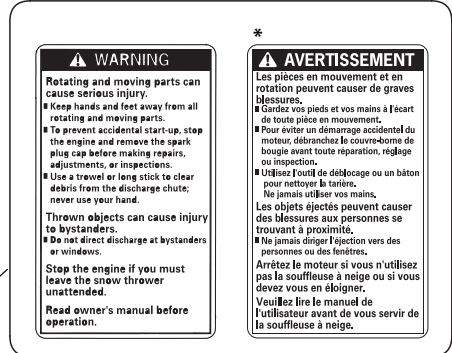 WARNING
Rotating and moving parts can
cause serious injury.
■ Keep hands and feet away from all
rotating and moving parts.
■ To prevent accidental start-up, stop
the engine and remove the spark
plug cap before making repairs,
adjustments, or inspections.
■ Use a trowel or long stick to clear
debris from the discharge chute;
never use your hand.
Thrown objects can cause injury
to bystanders.
■ Do not direct discharge at bystanders
or windows.
Stop the engine if you must
leave the snow thrower
unattended.
Read owner's manual before
operation.
*
AVERTISSEMENT
Les pièces en mouvement et en
rotation peuvent causer de graves
blessures.
■ Gardez vos pieds et vos mains à l'écart
de toute pièce en mouvement.
■ Pour éviter un démarrage accidentel du
moteur, débranchez le couvre-borne de
bougie avant toute réparation, réglage
ou inspection.
■ Utilisez l'outil de déblocage ou un bâton
pour nettoyer la tarière.
Ne jamais utiliser vos mains.
Les objets éjectés peuvent causer
des blessures aux personnes se
trouvant à proximité.
■ Ne jamais diriger l'éjection vers des
personnes ou des fenêtres.
Arrêtez le moteur si vous n'utilisez
pas la souffleuse à neige ou si vous
devez vous en éloigner.
Veuillez lire le manuel de
l'utilisateur avant de vous servir de
la souffleuse à neige.